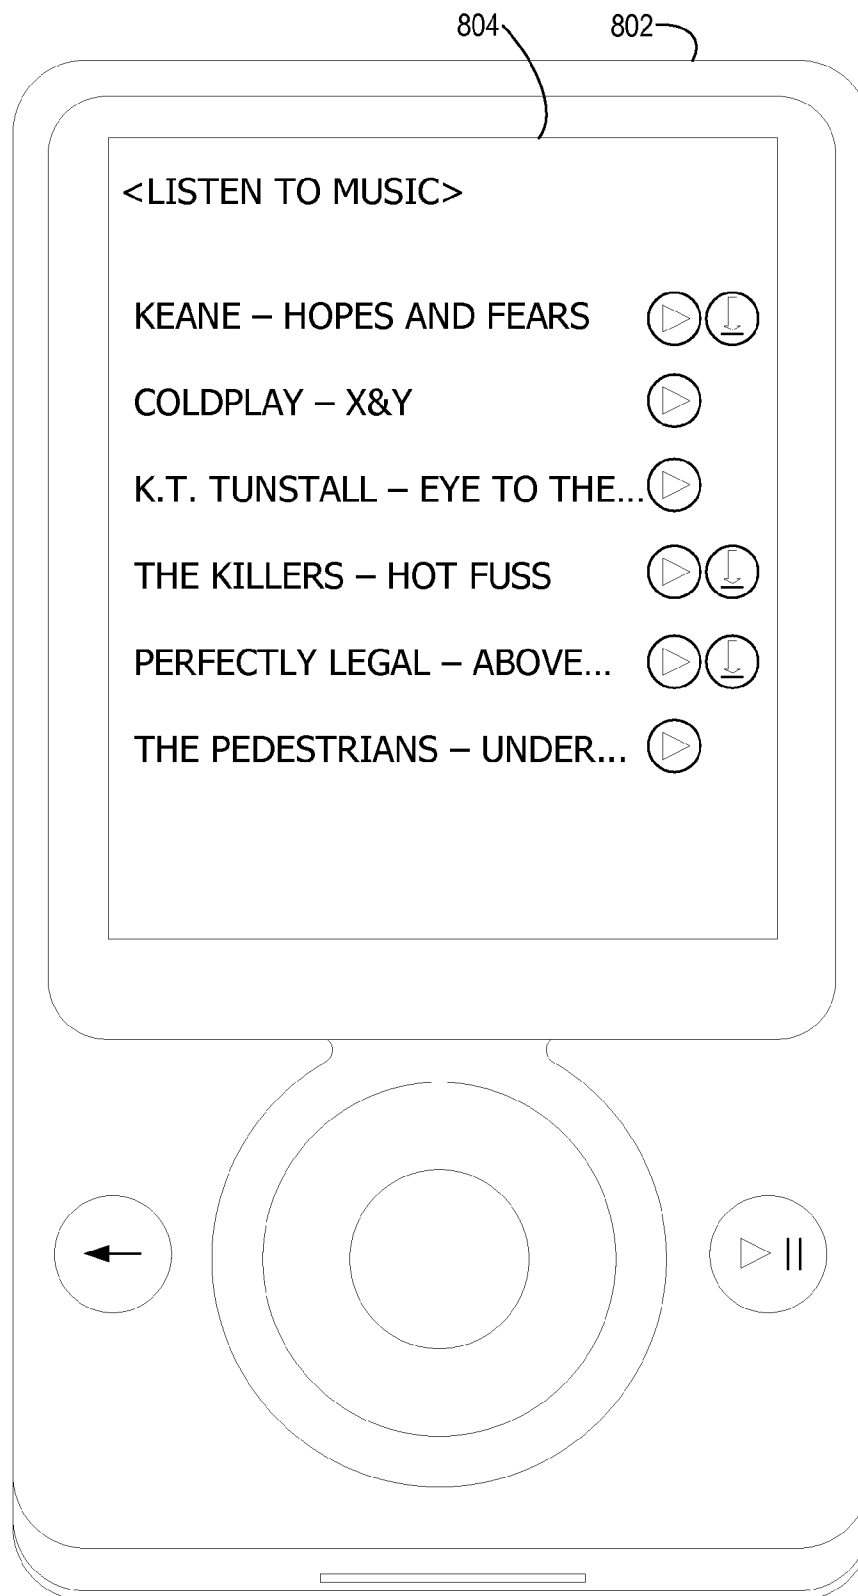 804 802
<LISTEN TO MUSIC>
KEANE – HOPES AND FEARS
COLDPLAY – X&Y
K.T. TUNSTALL – EYE TO THE...
THE KILLERS – HOT FUSS
PERFECTLY LEGAL – ABOVE...
THE PEDESTRIANS – UNDER...